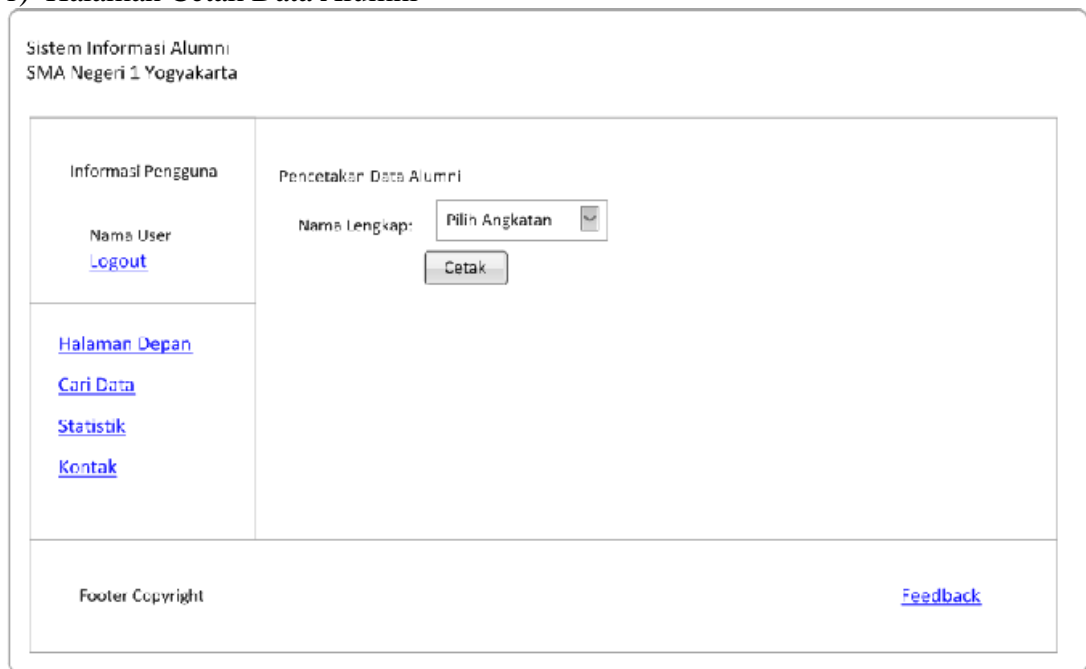 Sistem Informasi Alumni
SMA Negeri 1 Yogyakarta
Informasi Pengguna
Nama User
Logout
Halaman Depan
Cari Data
Statistik
Kontak
Pencetakan Data Alumni
Nama Lengkap:
Pilih Angkatan
Cetak
Footer Copyright
Feedback